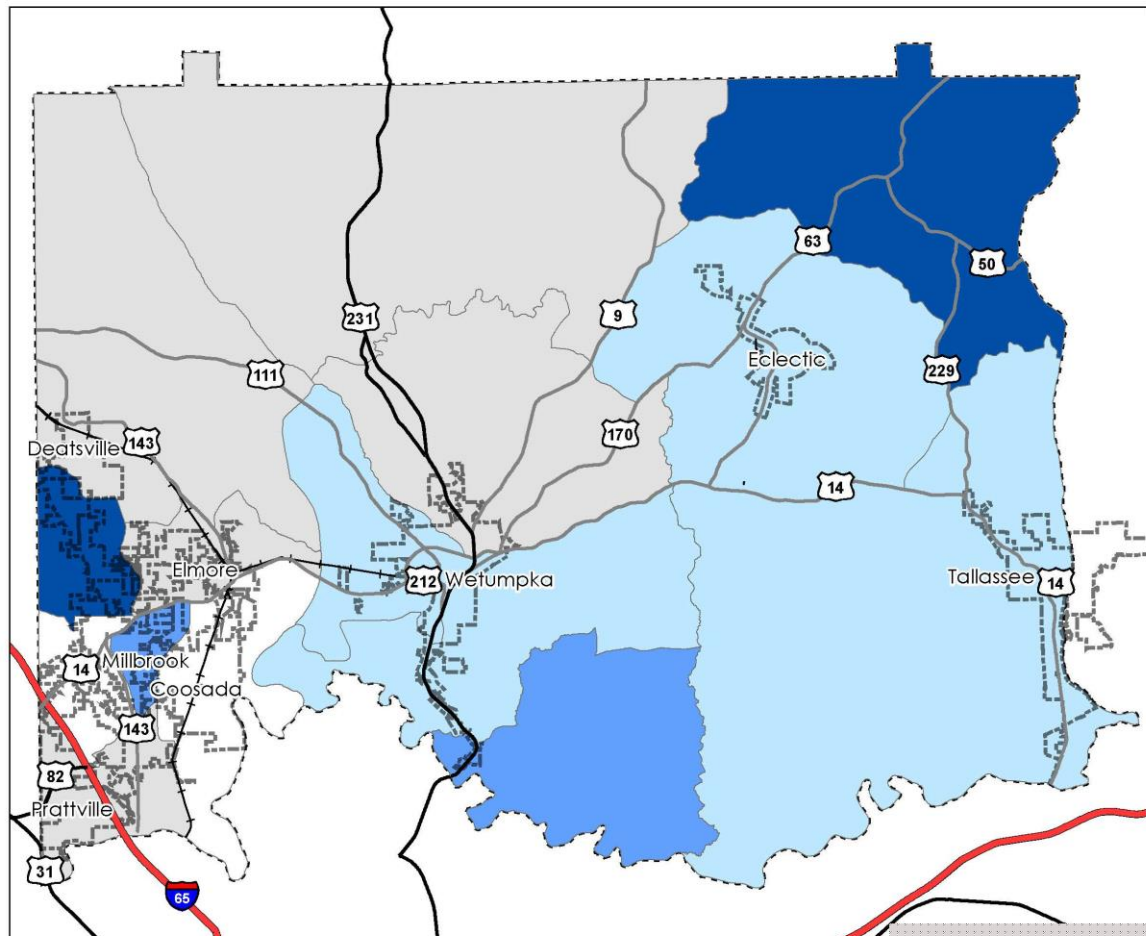 63
50
231
9
111
Eclectic
229
170
143
Deatsville
14
Elmore
212
Wetumpka
Tallassee
14
14
Millbrook
Coosada
143
82
Prattville
31
65